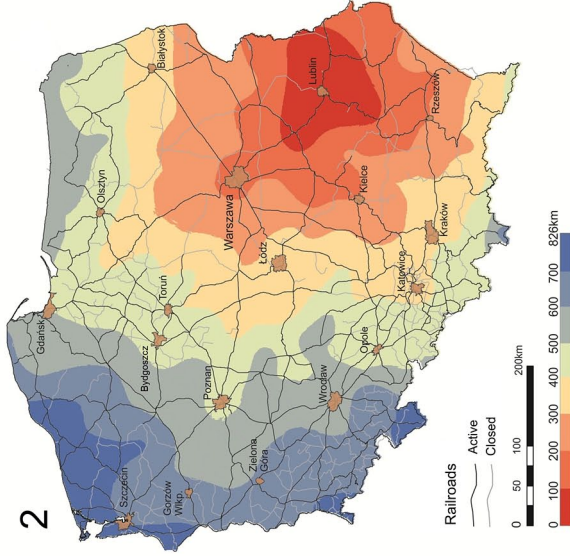 2
Gdańsk
Olsztyn
Białystok
Szczecin
Gorzów
Wlkp.
Bydgoszcz
Toruń
Poznań
Zielona
Góra
Warszawa
Łódź
Lublin
Wrocław
Opole
Kielce
Katowice
Kraków
Rzeszów
Railroads
Active
Closed
0 50 100 200km
0 100 200 300 400 500 600 700 826km